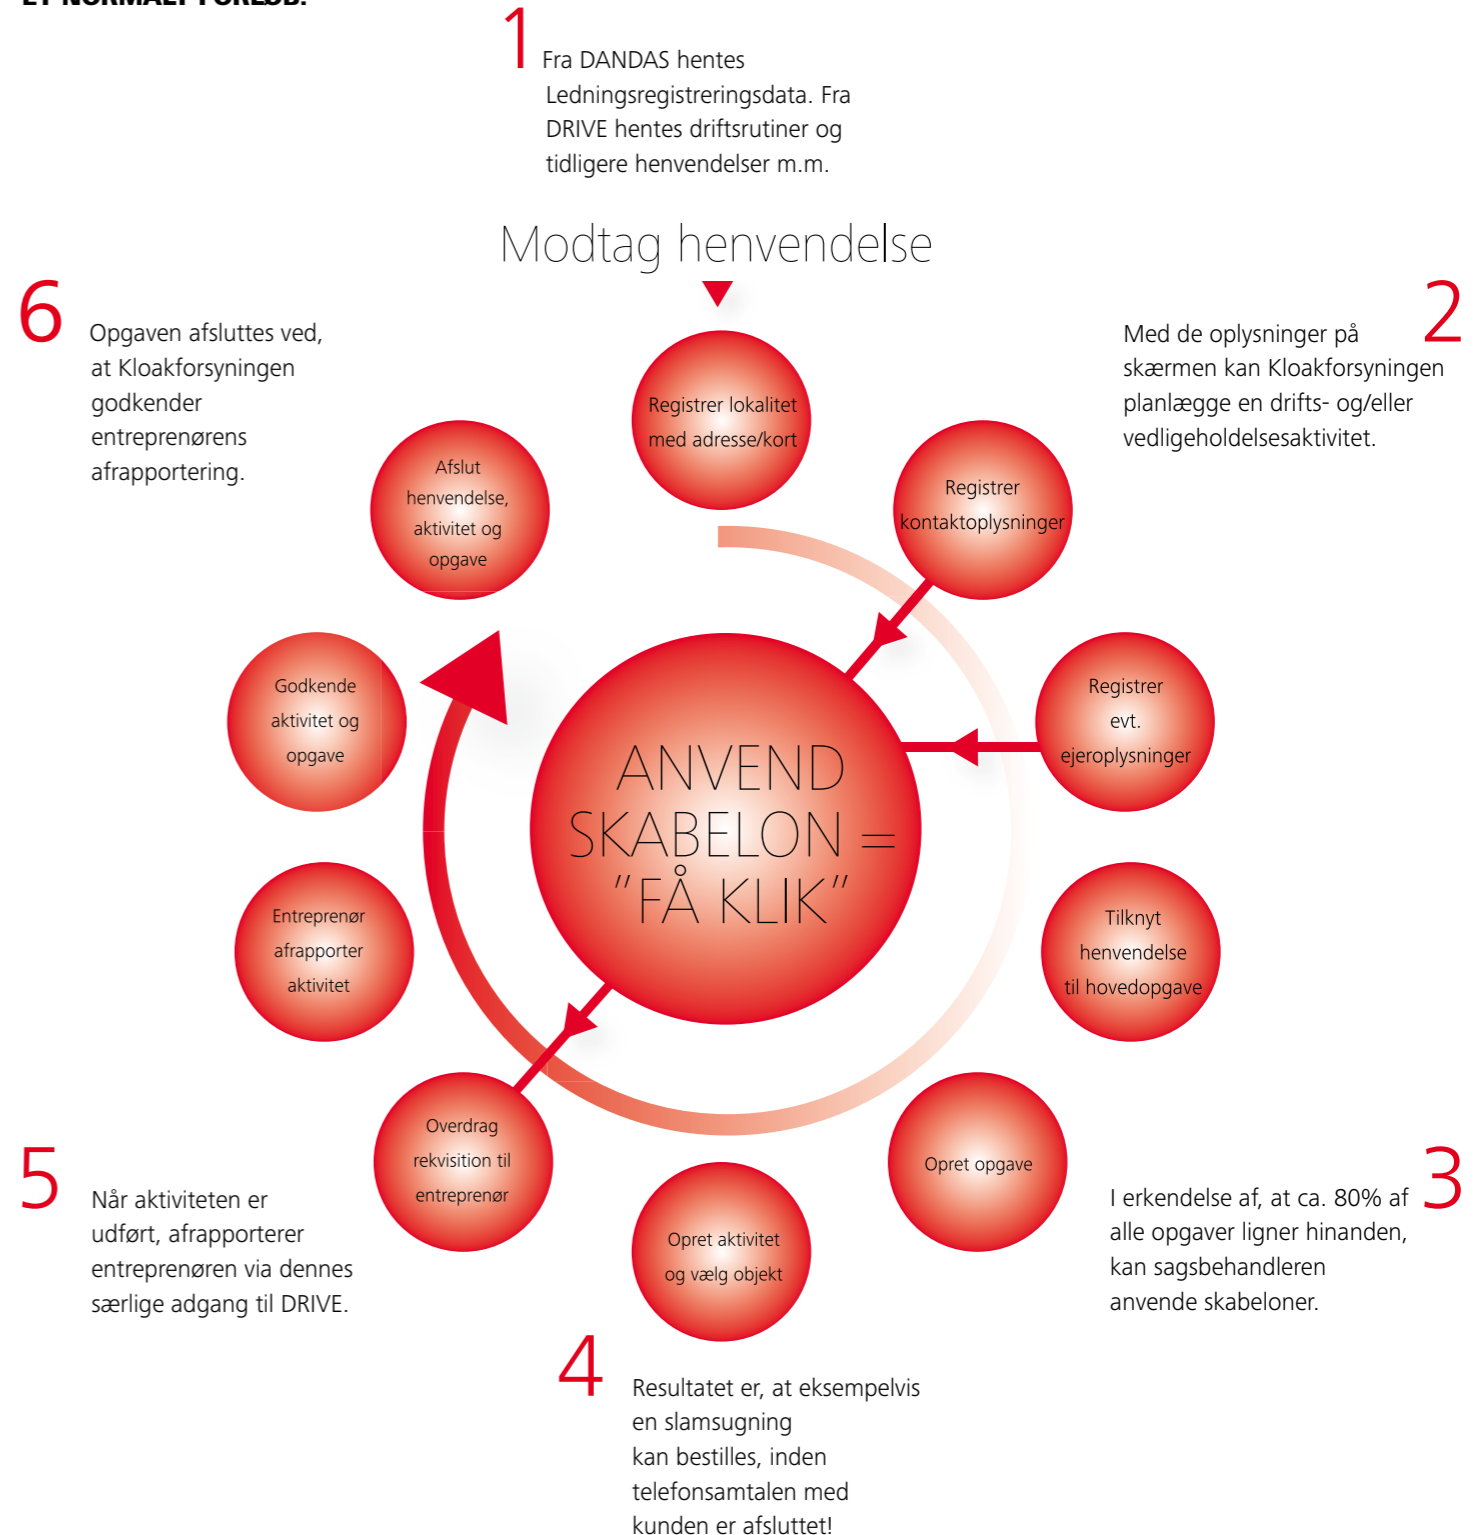 ET NORMALT FORLØB:
1
Fra DANDAS hentes
Ledningsregistreringsdata. Fra
DRIVE hentes driftsrutiner og
tidligere henvendelser m.m.
Modtag henvendelse
6
Opgaven afsluttes ved,
at Kloakforsyningen
godkender
entreprenørens
afrapportering.
2
Med de oplysninger på
skærmen kan Kloakforsyningen
planlægge en drifts- og/eller
vedligeholdelsesaktivitet.
Registrer lokalitet
med adresse/kort
Registrer
kontaktoplysninger
Registrer
evt.
ejeroplysninger
Tilknyt
henvendelse
til hovedopgave
Opret opgave
Opret aktivitet
og vælg objekt
Overdrag
rekvisition til
entreprenør
Entreprenør
afrapporter
aktivitet
Godkende
aktivitet og
opgave
Afslut
henvendelse,
aktivitet og
opgave
ANVEND
SKABELON =
”FÅ KLIK”
5
Når aktiviteten er
udført, afrapporterer
entreprenøren via dennes
særlige adgang til DRIVE.
3
I erkendelse af, at ca. 80% af
alle opgaver ligner hinanden,
kan sagsbehandleren
anvende skabeloner.
4
Resultatet er, at eksempelvis
en slamsugning
kan bestilles, inden
telefonsamtalen med
kunden er afsluttet!